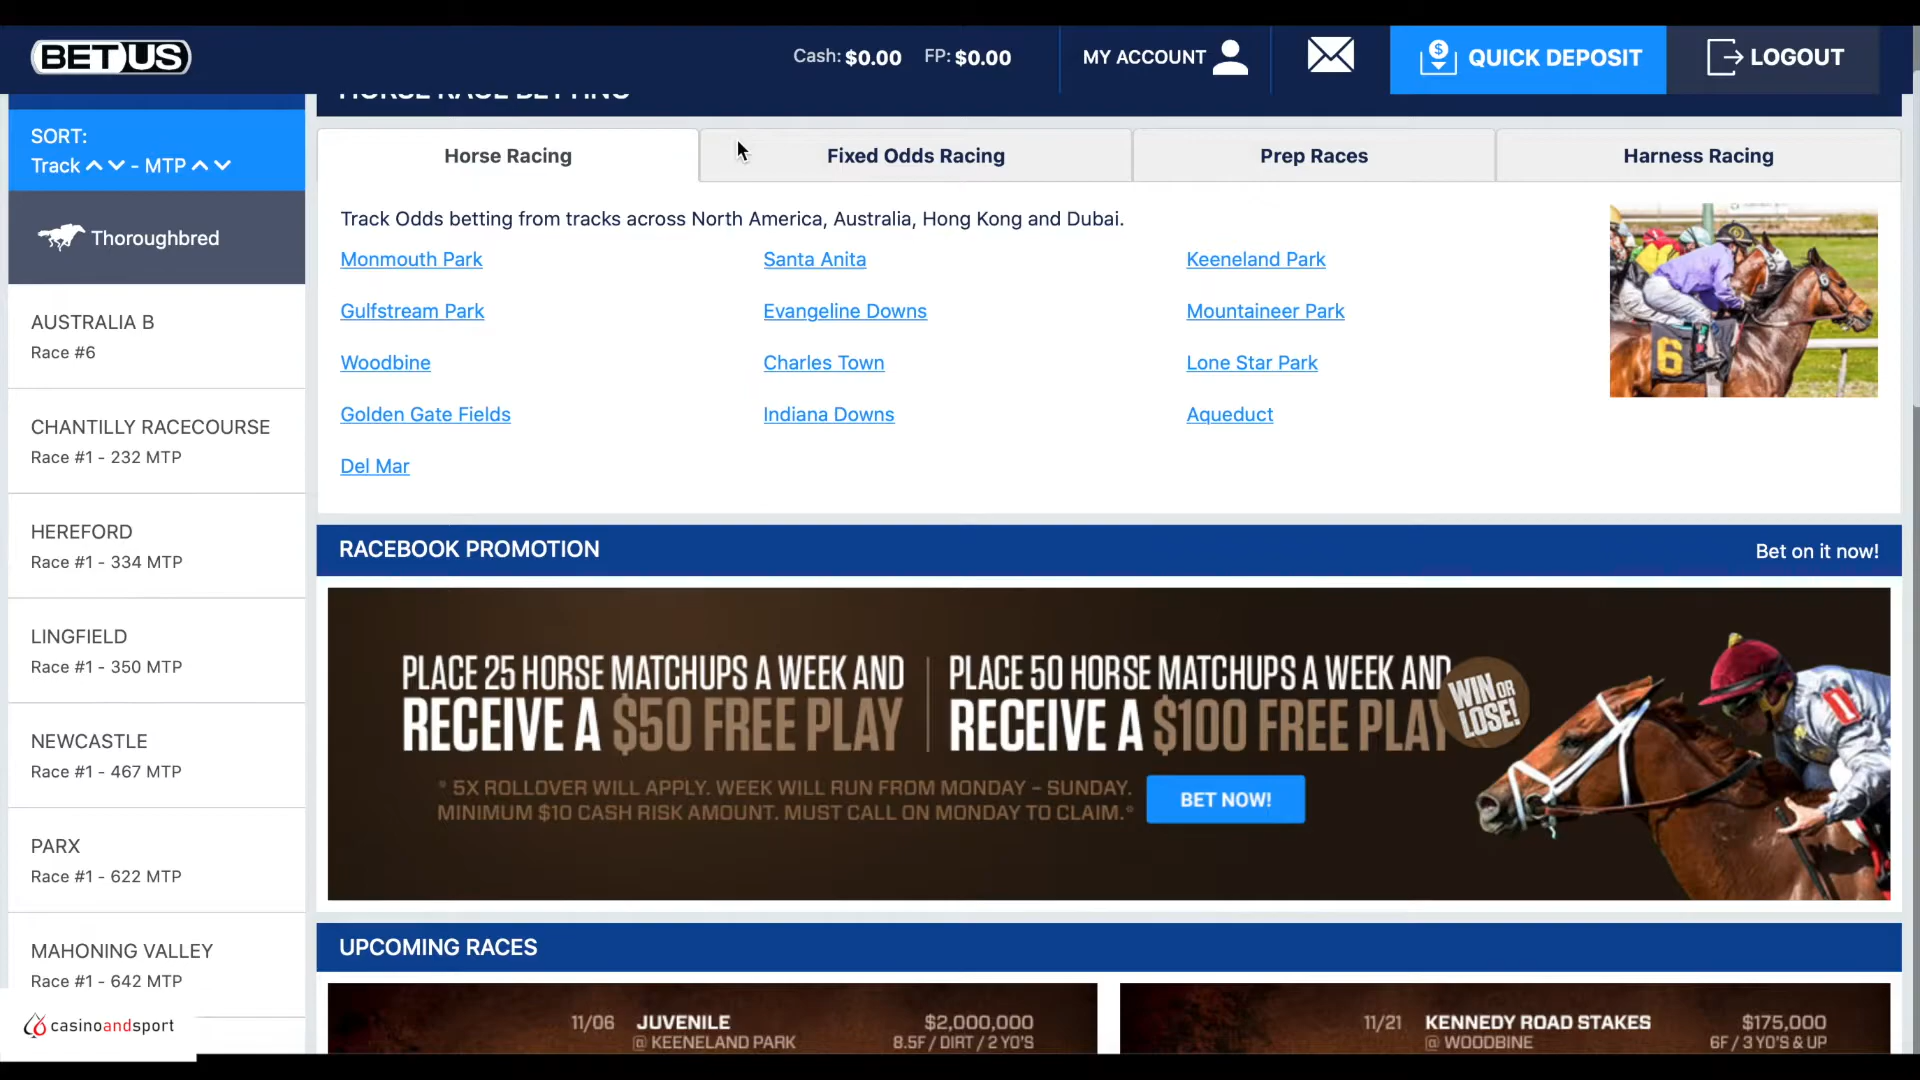 BETUS
Cash: $0.00 FP: $0.00
MY ACCOUNT
QUICK DEPOSIT
LOGOUT
HORSE RACE BETTING
SORT:
Track - MTP
Thoroughbred
AUSTRALIA B
Race #6
CHANTILLY RACECOURSE
Race #1 - 232 MTP
HEREFORD
Race #1 - 334 MTP
LINGFIELD
Race #1 - 350 MTP
NEWCASTLE
Race #1 - 467 MTP
PARX
Race #1 - 622 MTP
MAHONING VALLEY
Race #1 - 642 MTP
casinoandsport
Horse Racing
Fixed Odds Racing
Prep Races
Harness Racing
Track Odds betting from tracks across North America, Australia, Hong Kong and Dubai.
Monmouth Park
Santa Anita
Keeneland Park
Gulfstream Park
Evangeline Downs
Mountaineer Park
Woodbine
Charles Town
Lone Star Park
Golden Gate Fields
Indiana Downs
Aqueduct
Del Mar
6
6
6
RACEBOOK PROMOTION
Bet on it now!
PLACE 25 HORSE MATCHUPS A WEEK AND
RECEIVE A $50 FREE PLAY
PLACE 50 HORSE MATCHUPS A WEEK AND
RECEIVE A $100 FREE PLAY
WIN OR
LOSE!
* 5X ROLLOVER WILL APPLY. WEEK WILL RUN FROM MONDAY – SUNDAY.
MINIMUM $10 CASH RISK AMOUNT. MUST CALL ON MONDAY TO CLAIM.*
BET NOW!
1
UPCOMING RACES
11/06 JUVENILE $2,000,000
@ KEENELAND PARK 8.5F / DIRT / 2 YO'S
11/21 KENNEDY ROAD STAKES $175,000
@ WOODBINE 6F / 3 YO'S & UP